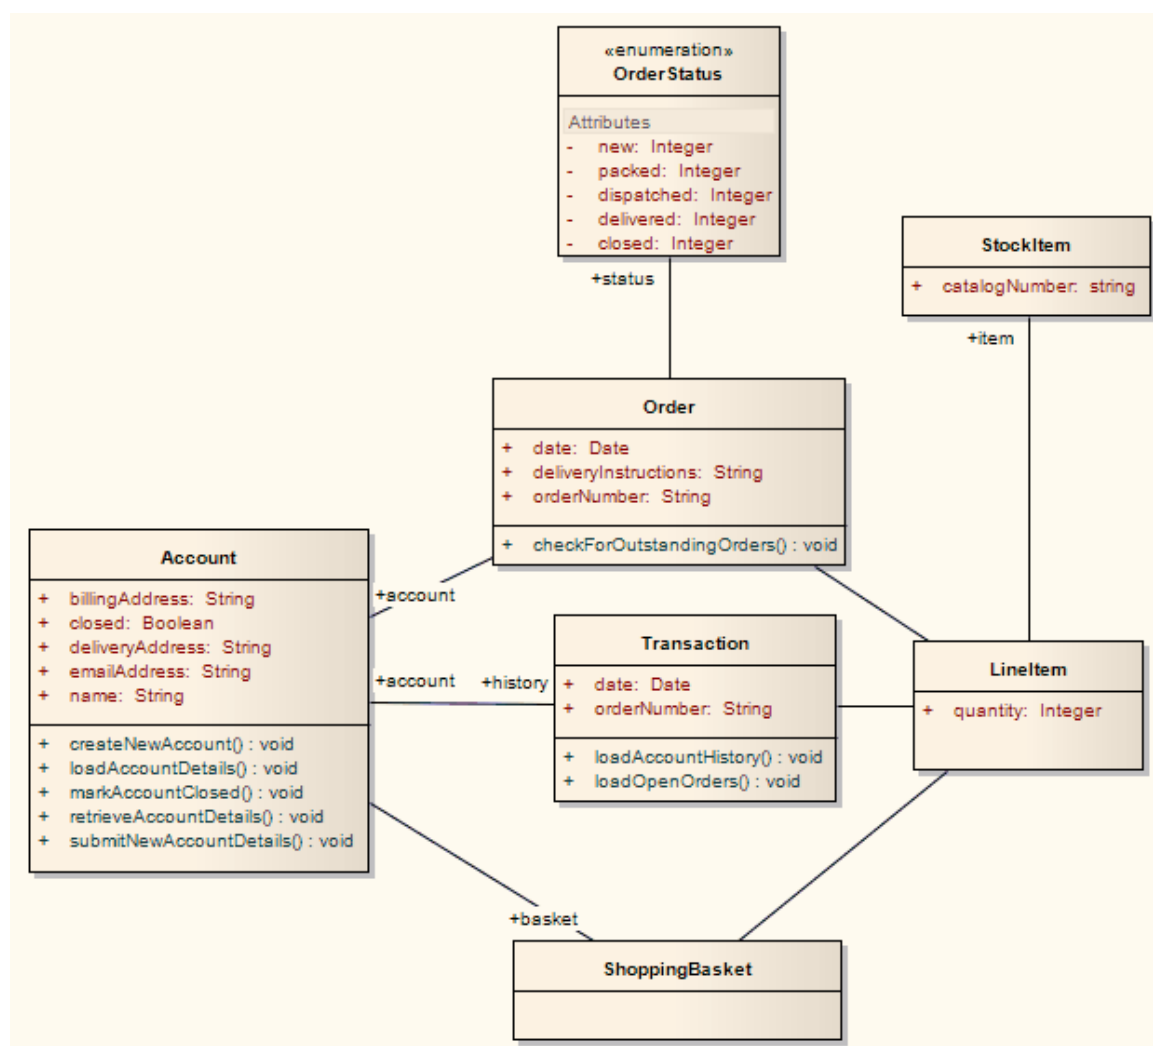 «enumeration»
OrderStatus
Attributes
- new: Integer
- packed: Integer
- dispatched: Integer
- delivered: Integer
- closed: Integer
+status
StockItem
+ catalogNumber: string
+item
Order
+ date: Date
+ deliveryInstructions: String
+ orderNumber: String
+ checkForOutstandingOrders() : void
Account
+ billingAddress: String
+ closed: Boolean
+ deliveryAddress: String
+ emailAddress: String
+ name: String
+ createNewAccount() : void
+ loadAccountDetails() : void
+ markAccountClosed() : void
+ retrieveAccountDetails() : void
+ submitNewAccountDetails() : void
+account
+account
+history
Transaction
+ date: Date
+ orderNumber: String
+ loadAccountHistory() : void
+ loadOpenOrders() : void
LineItem
+ quantity: Integer
+basket
ShoppingBasket